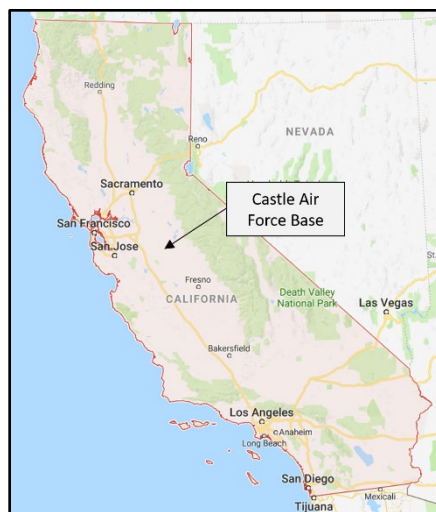 Redding
Reno
NEVADA
Sacramento
Castle Air
Force Base
San Francisco
San Jose
Fresno
CALIFORNIA
Death Valley
National Park
Las Vegas
Bakersfield
Los Angeles
Anaheim
Long Beach
San Diego
Mexicali
Tijuana